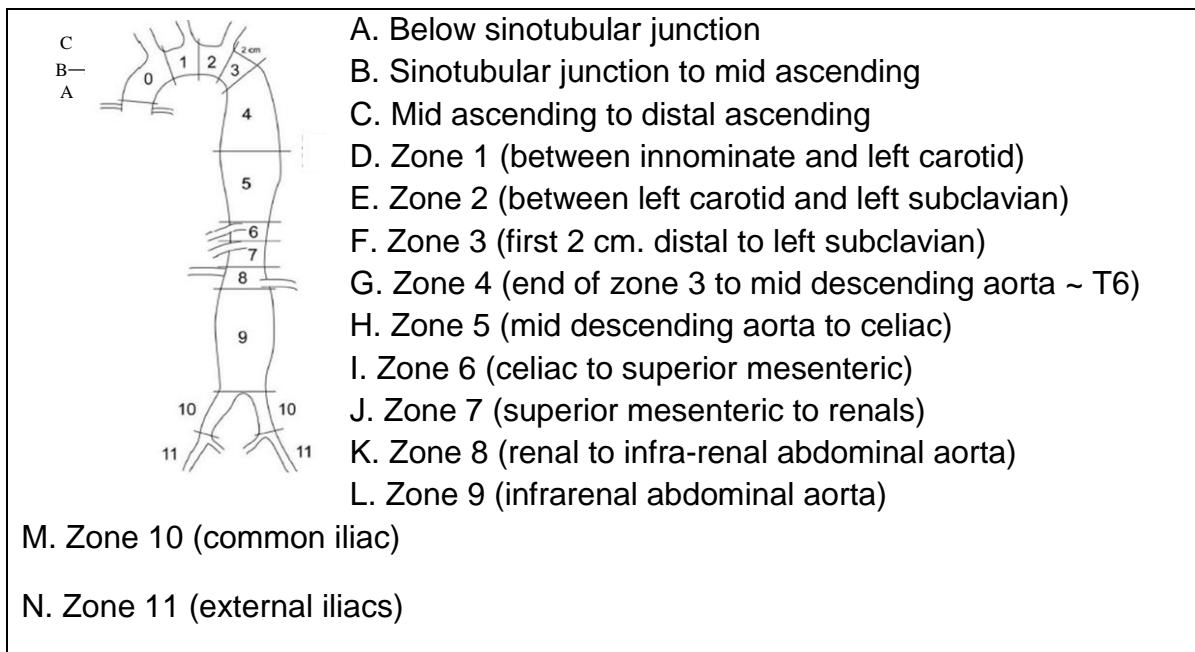 C
B
A
0
1
2
2 cm
3
4
5
6
7
8
9
10
10
11
11
A. Below sinotubular junction
B. Sinotubular junction to mid ascending
C. Mid ascending to distal ascending
D. Zone 1 (between innominate and left carotid)
E. Zone 2 (between left carotid and left subclavian)
F. Zone 3 (first 2 cm. distal to left subclavian)
G. Zone 4 (end of zone 3 to mid descending aorta ~ T6)
H. Zone 5 (mid descending aorta to celiac)
I. Zone 6 (celiac to superior mesenteric)
J. Zone 7 (superior mesenteric to renals)
K. Zone 8 (renal to infra-renal abdominal aorta)
L. Zone 9 (infrarenal abdominal aorta)
M. Zone 10 (common iliac)
N. Zone 11 (external iliacs)